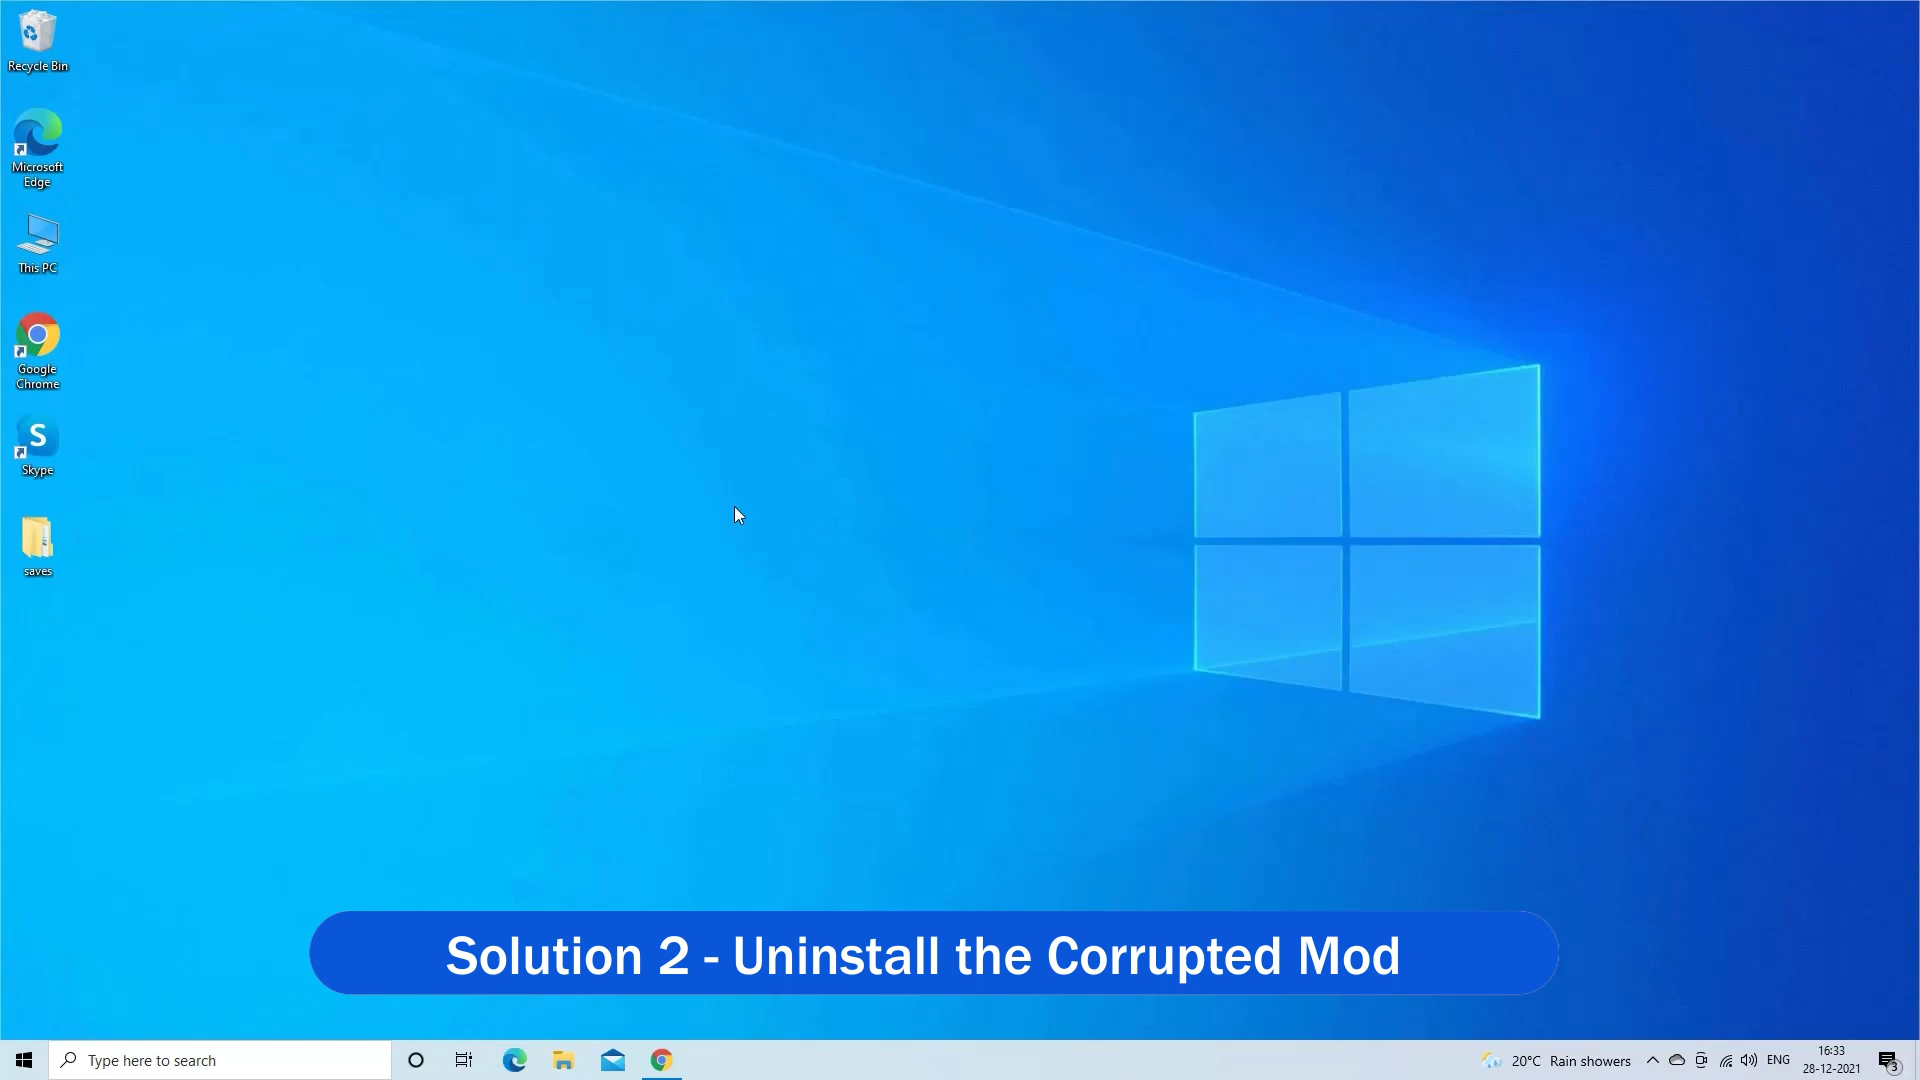 Recycle Bin
Microsoft
Edge
This PC
Google
Chrome
S
Skype
saves
Solution 2 - Uninstall the Corrupted Mod
Type here to search
20°C Rain showers
ENG
16:33
28-12-2021
3